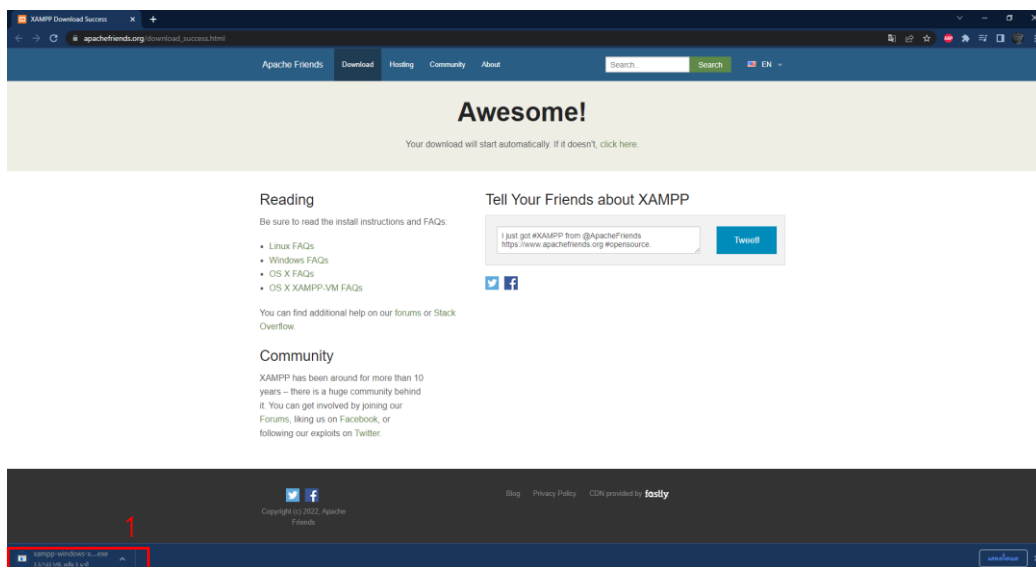 XAMPP Download Success
apachefriends.org/download_success.html
Apache Friends Download Hosting Community About Search... Search EN
Awesome!
Your download will start automatically. If it doesn't, click here.
Reading
Be sure to read the install instructions and FAQs:
Linux FAQs
Windows FAQs
OS X FAQs
OS X XAMPP-VM FAQs
You can find additional help on our forums or Stack
Overflow.
Community
XAMPP has been around for more than 10
years – there is a huge community behind
it. You can get involved by joining our
Forums, liking us on Facebook, or
following our exploits on Twitter.
Tell Your Friends about XAMPP
I just got #XAMPP from @ApacheFriends
https://www.apachefriends.org #opensource.
Tweet!
Blog Privacy Policy CDN provided by fastly
Copyright (c) 2022, Apache
Friends
1
xampp-windows-x....exe